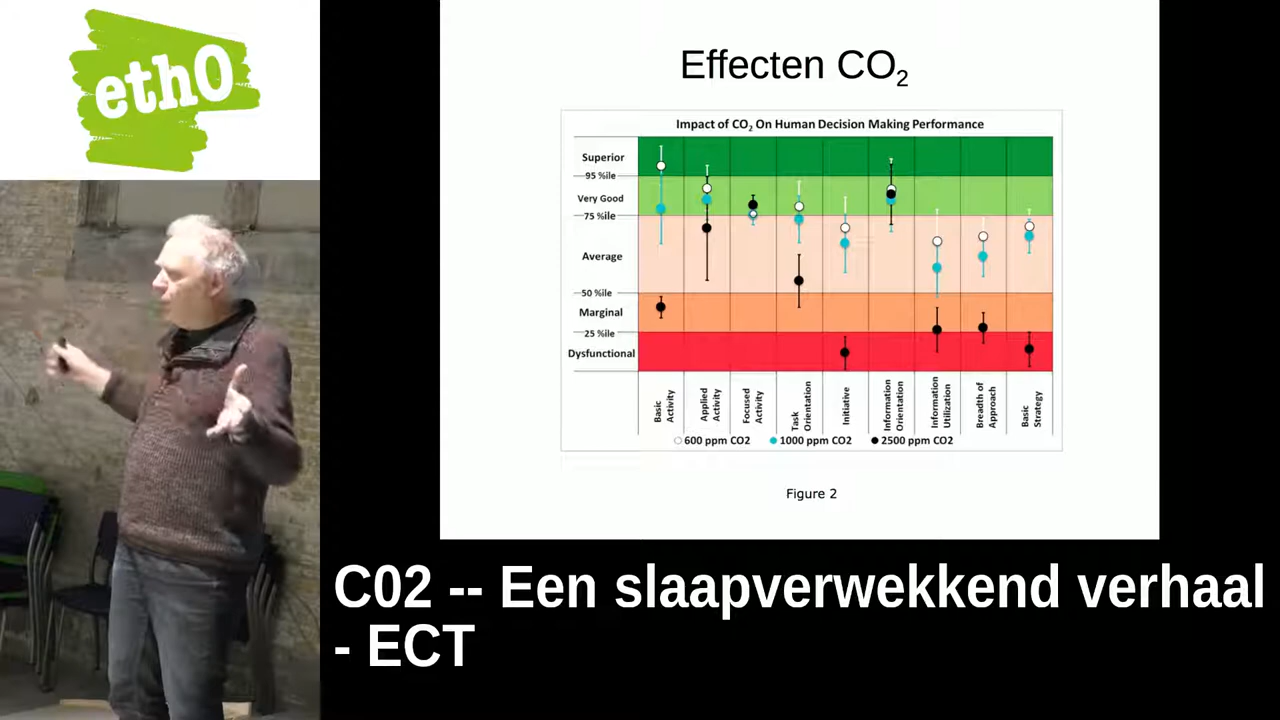 ethO
Effecten CO₂
Impact of CO₂ On Human Decision Making Performance
Superior
95 %ile
Very Good
75 %ile
Average
50 %ile
Marginal
25 %ile
Dysfunctional
Basic Activity
Applied Activity
Focused Activity
Task Orientation
Initiative
Information Orientation
Information Utilization
Breadth of Approach
Basic Strategy
600 ppm CO2
1000 ppm CO2
2500 ppm CO2
Figure 2
C02 -- Een slaapverwekkend verhaal
- ECT